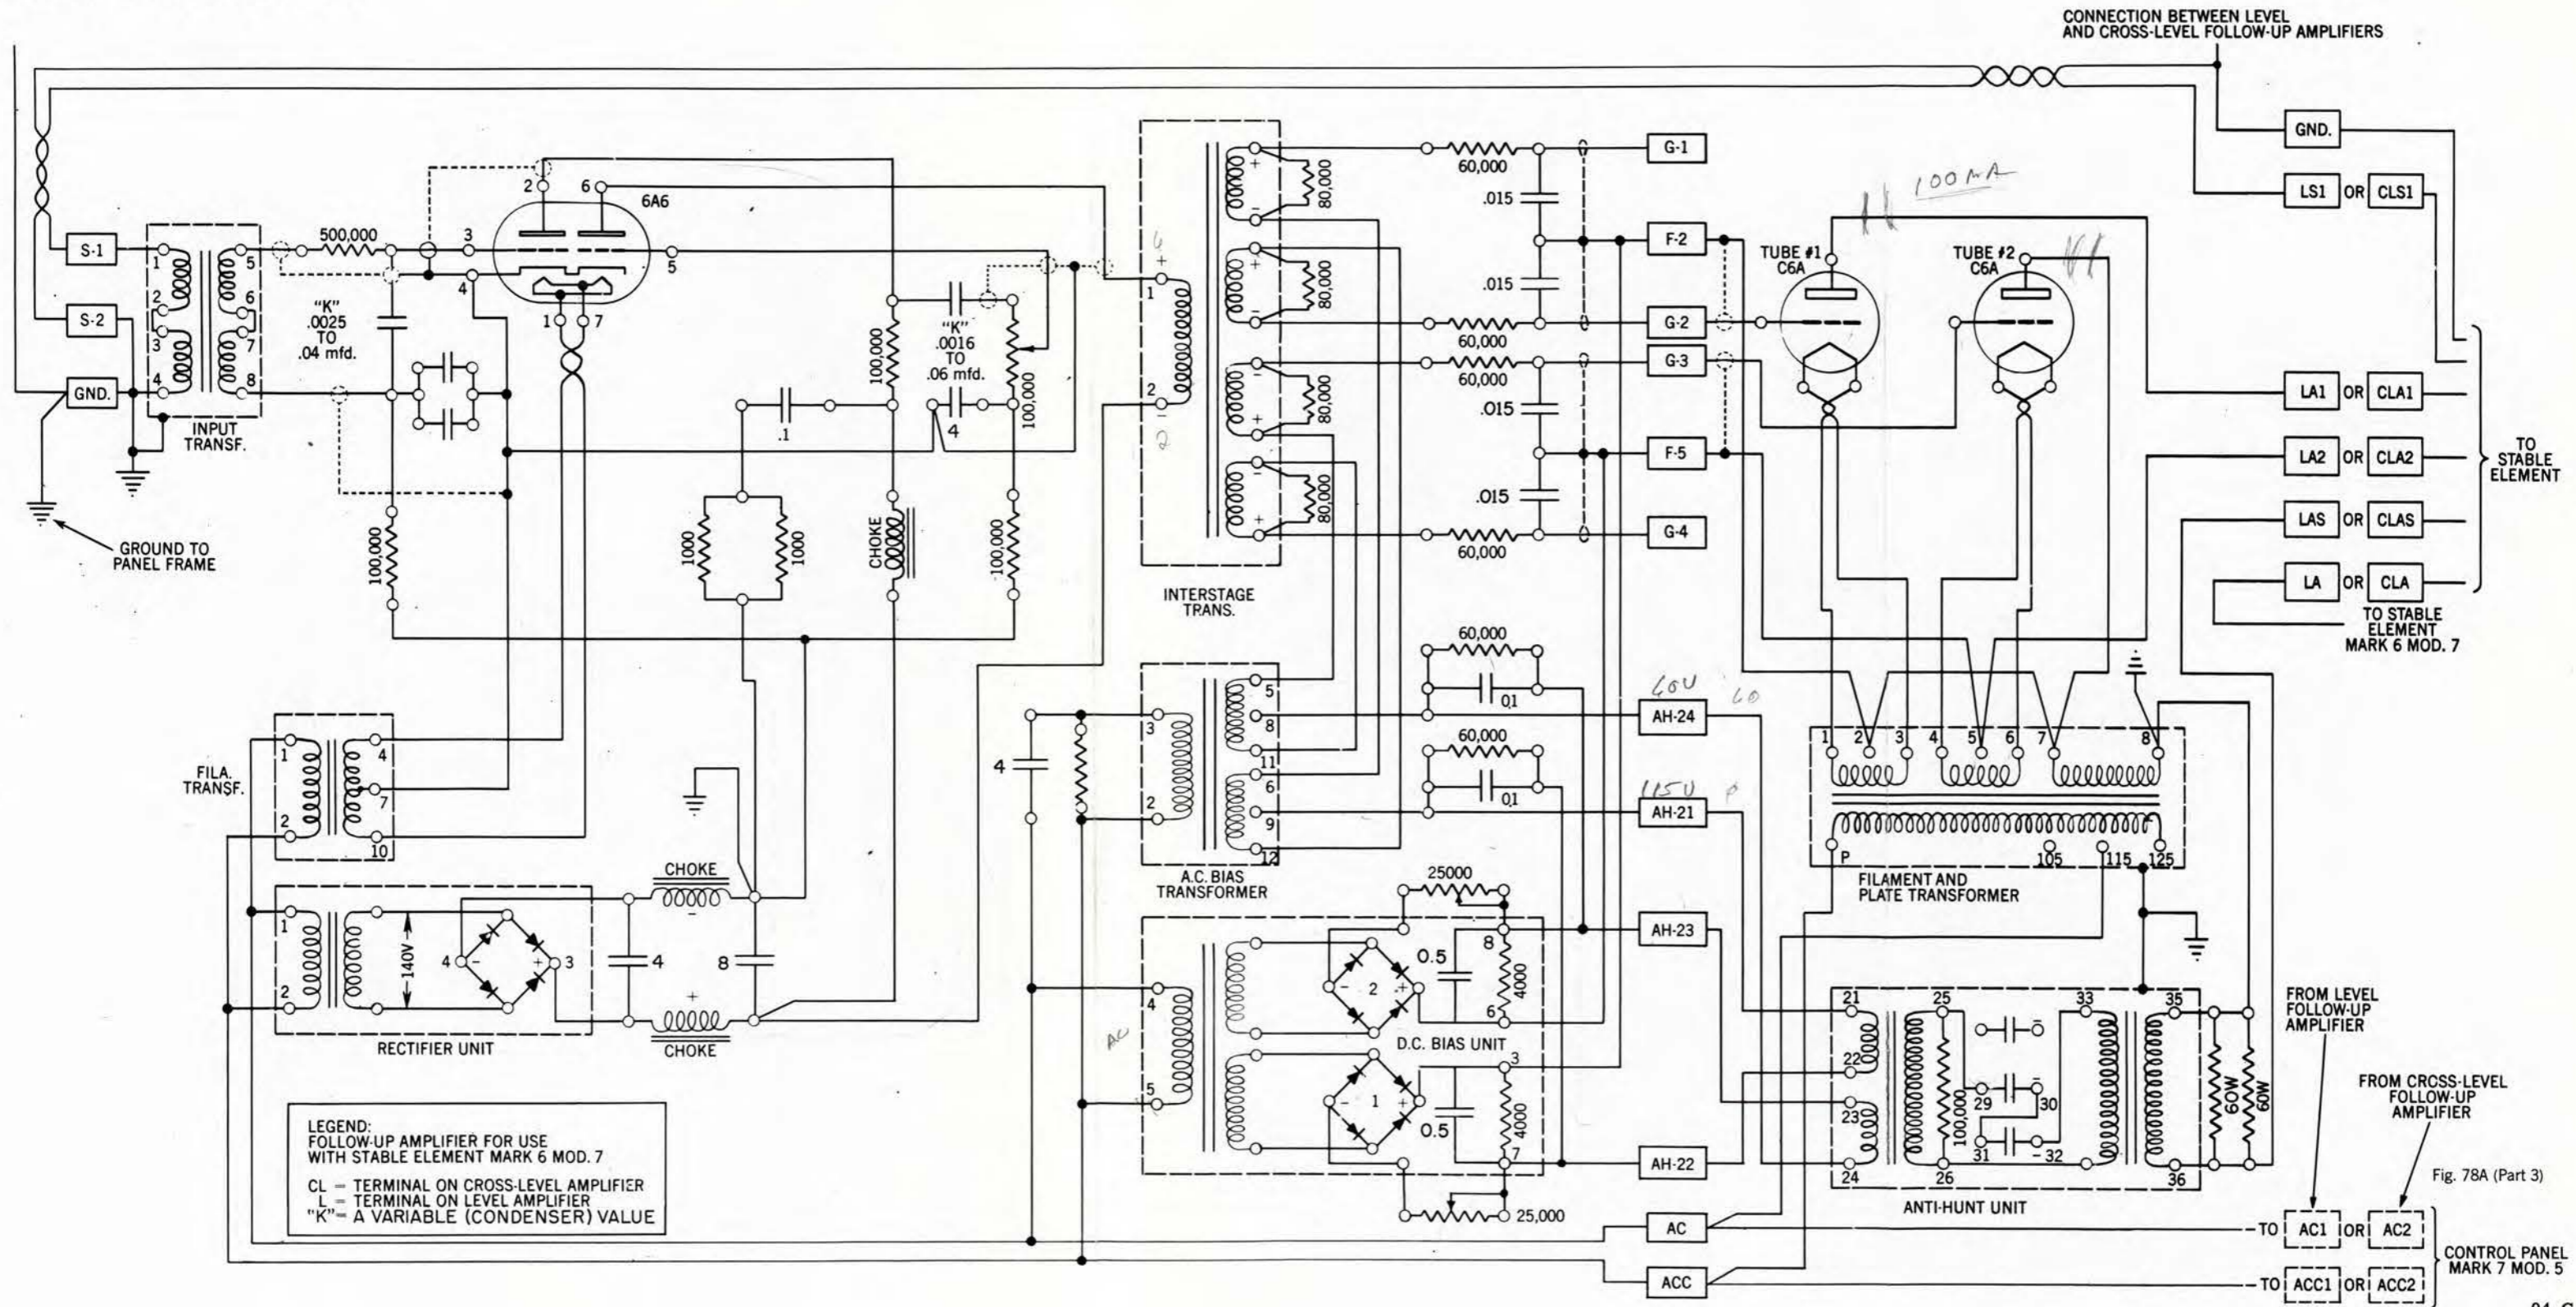 CONNECTION BETWEEN LEVEL
AND CROSS-LEVEL FOLLOW-UP AMPLIFIERS
GND.
LS1 OR CLS1
LA1 OR CLA1
LA2 OR CLA2
LAS OR CLAS
LA OR CLA
TO
STABLE
ELEMENT
TO STABLE
ELEMENT
MARK 6 MOD. 7
S-1
S-2
GND.
1
2
3
4
5
6
7
8
INPUT
TRANSF.
GROUND TO
PANEL FRAME
500,000
"K"
.0025
TO
.04 mfd.
100,000
2
6
6A6
3
4
5
1
7
100,000
"K"
.0016
TO
.06 mfd.
100,000
.1
4
1000
1000
CHOKE
100,000
+
1
2
-
2
+
-
+
-
-
+
-
+
80,000
80,000
80,000
80,000
INTERSTAGE
TRANS.
60,000
.015
.015
60,000
60,000
.015
.015
60,000
G-1
F-2
G-2
G-3
F-5
G-4
100 MA
TUBE #1
C6A
TUBE #2
C6A
FILA.
TRANSF.
1
2
4
7
10
RECTIFIER UNIT
1
2
140V
4
-
+
3
CHOKE
-
4
8
+
CHOKE
4
3
2
5
8
11
6
9
12
A.C. BIAS
TRANSFORMER
60,000
0.1
60,000
0.1
60V
60
AH-24
115V
AH-21
AH-23
AH-22
25000
4
5
AC
-
2
+
-
1
+
0.5
0.5
8
4000
6
D.C. BIAS UNIT
3
4000
7
25,000
1
2
3
4
5
6
7
8
P
105
115
125
FILAMENT AND
PLATE TRANSFORMER
21
22
23
24
25
26
100,000
29
30
31
32
33
35
36
60W
60W
ANTI-HUNT UNIT
AC
ACC
FROM LEVEL
FOLLOW-UP
AMPLIFIER
FROM CROSS-LEVEL
FOLLOW-UP
AMPLIFIER
Fig. 78A (Part 3)
TO AC1 OR AC2
TO ACC1 OR ACC2
CONTROL PANEL
MARK 7 MOD. 5
LEGEND:
FOLLOW-UP AMPLIFIER FOR USE
WITH STABLE ELEMENT MARK 6 MOD. 7
CL = TERMINAL ON CROSS-LEVEL AMPLIFIER
L = TERMINAL ON LEVEL AMPLIFIER
"K" = A VARIABLE (CONDENSER) VALUE